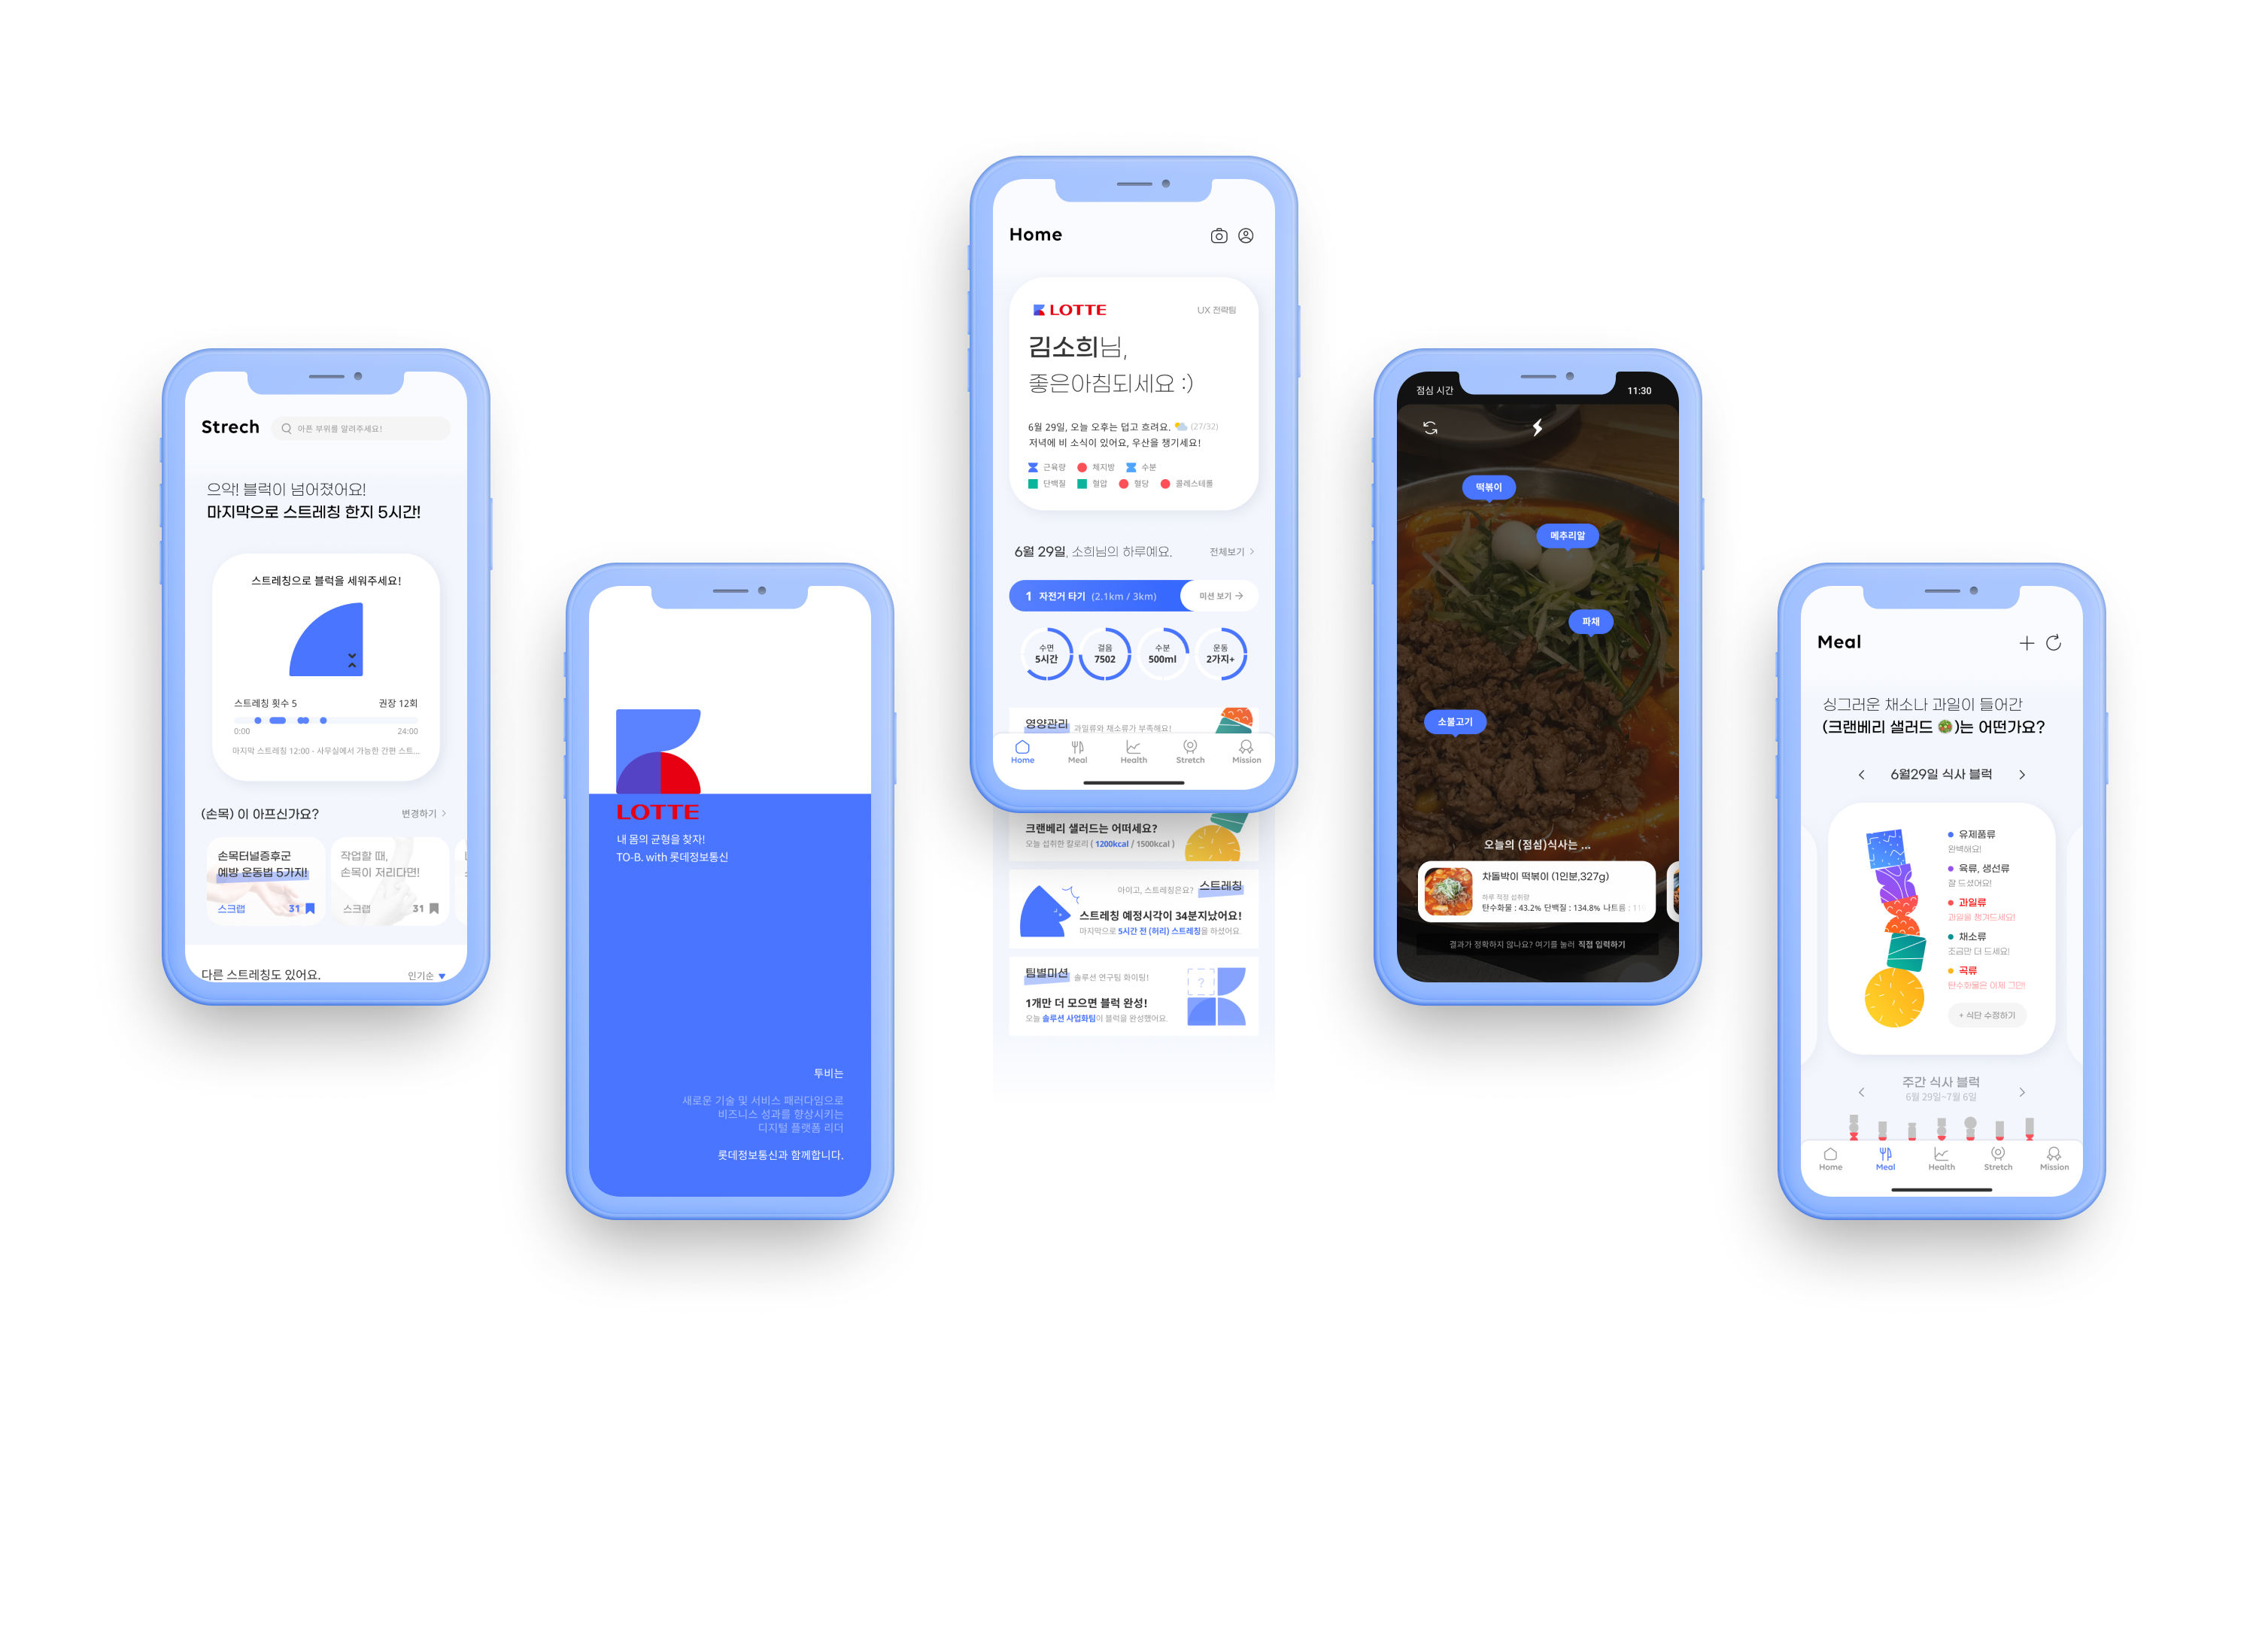 Strech
아픈 부위를 알려주세요!
으악! 블럭이 넘어졌어요!
마지막으로 스트레칭 한지 5시간!
스트레칭으로 블럭을 세워주세요!
스트레칭 횟수 5
권장 12회
0:00
24:00
마지막 스트레칭 12:00 - 사무실에서 가능한 간편 스트...
(손목) 이 아프신가요?
변경하기
손목터널증후군
예방 운동법 5가지!
스크랩
31
작업할 때,
손목이 저리다면!
스크랩
31
다른 스트레칭도 있어요.
인기순
LOTTE
내 몸의 균형을 찾자!
TO-B. with 롯데정보통신
투비는
새로운 기술 및 서비스 패러다임으로
비즈니스 성과를 향상시키는
디지털 플랫폼 리더
롯데정보통신과 함께합니다.
Home
LOTTE
UX 전략팀
김소희님,
좋은아침되세요 :)
6월 29일, 오늘 오후는 덥고 흐려요. (27/32)
저녁에 비 소식이 있어요, 우산을 챙기세요!
근육량 체지방 수분
단백질 혈압 혈당 콜레스테롤
6월 29일, 소희님의 하루예요.
전체보기
1 자전거 타기 (2.1km / 3km)
미션 보기
수면
5시간
걸음
7502
수분
500ml
운동
2가지+
영양관리
과일류와 채소류가 부족해요!
Home
Meal
Health
Stretch
Mission
크랜베리 샐러드는 어떠세요?
오늘 섭취한 칼로리 ( 1200kcal / 1500kcal )
아이고, 스트레칭은요?
스트레칭
스트레칭 예정시각이 34분지났어요!
마지막으로 5시간 전 (허리) 스트레칭을 하셨어요.
팀별미션
솔루션 연구팀 화이팅!
?
1개만 더 모으면 블럭 완성!
오늘 솔루션 사업화팀이 블럭을 완성했어요.
점심 시간
11:30
떡볶이
메추리알
파채
소불고기
오늘의 (점섬)식사는 ...
차돌박이 떡볶이 (1인분,327g)
하루 적정 섭취량
탄수화물 : 43.2% 단백질 : 134.8% 나트륨 :
결과가 정확하지 않나요? 여기를 눌러 직접 입력하기
Meal
싱그러운 채소나 과일이 들어간
(크랜베리 샐러드 )는 어떤가요?
6월29일 식사 블럭
유제품류
완벽해요!
육류, 생선류
잘 드셨어요!
과일류
과일을 챙겨드세요!
채소류
조금만 더 드세요!
곡류
탄수화물은 이제 그만!
+ 식단 수정하기
주간 식사 블럭
6월 29일~7월 6일
Home
Meal
Health
Stretch
Mission